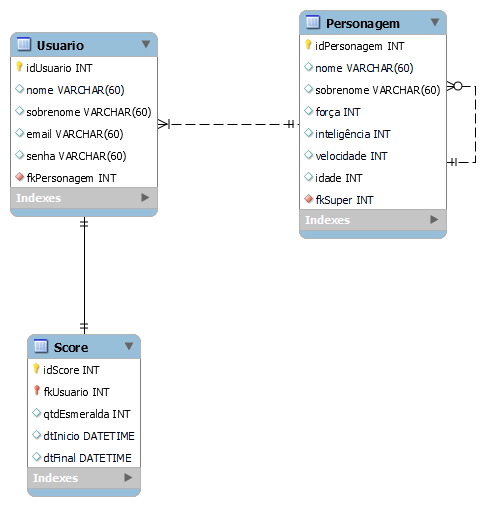 Usuario
idUsuario INT
nome VARCHAR(60)
sobrenome VARCHAR(60)
email VARCHAR(60)
senha VARCHAR(60)
fkPersonagem INT
Indexes
Personagem
idPersonagem INT
nome VARCHAR(60)
sobrenome VARCHAR(60)
força INT
inteligência INT
velocidade INT
idade INT
fkSuper INT
Indexes
Score
idScore INT
fkUsuario INT
qtdEsmeralda INT
dtInicio DATETIME
dtFinal DATETIME
Indexes